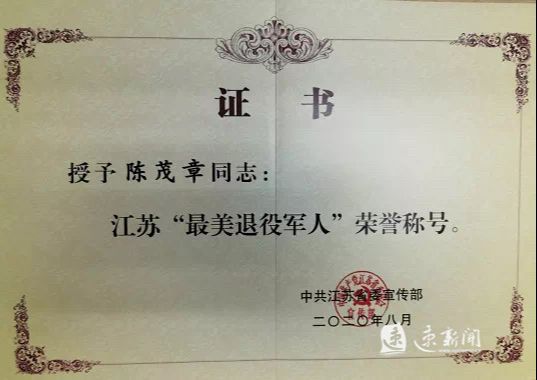 证书
授予 陈茂章同志：
江苏“最美退役军人”荣誉称号。
中共江苏省委宣传部
二〇二〇年八月